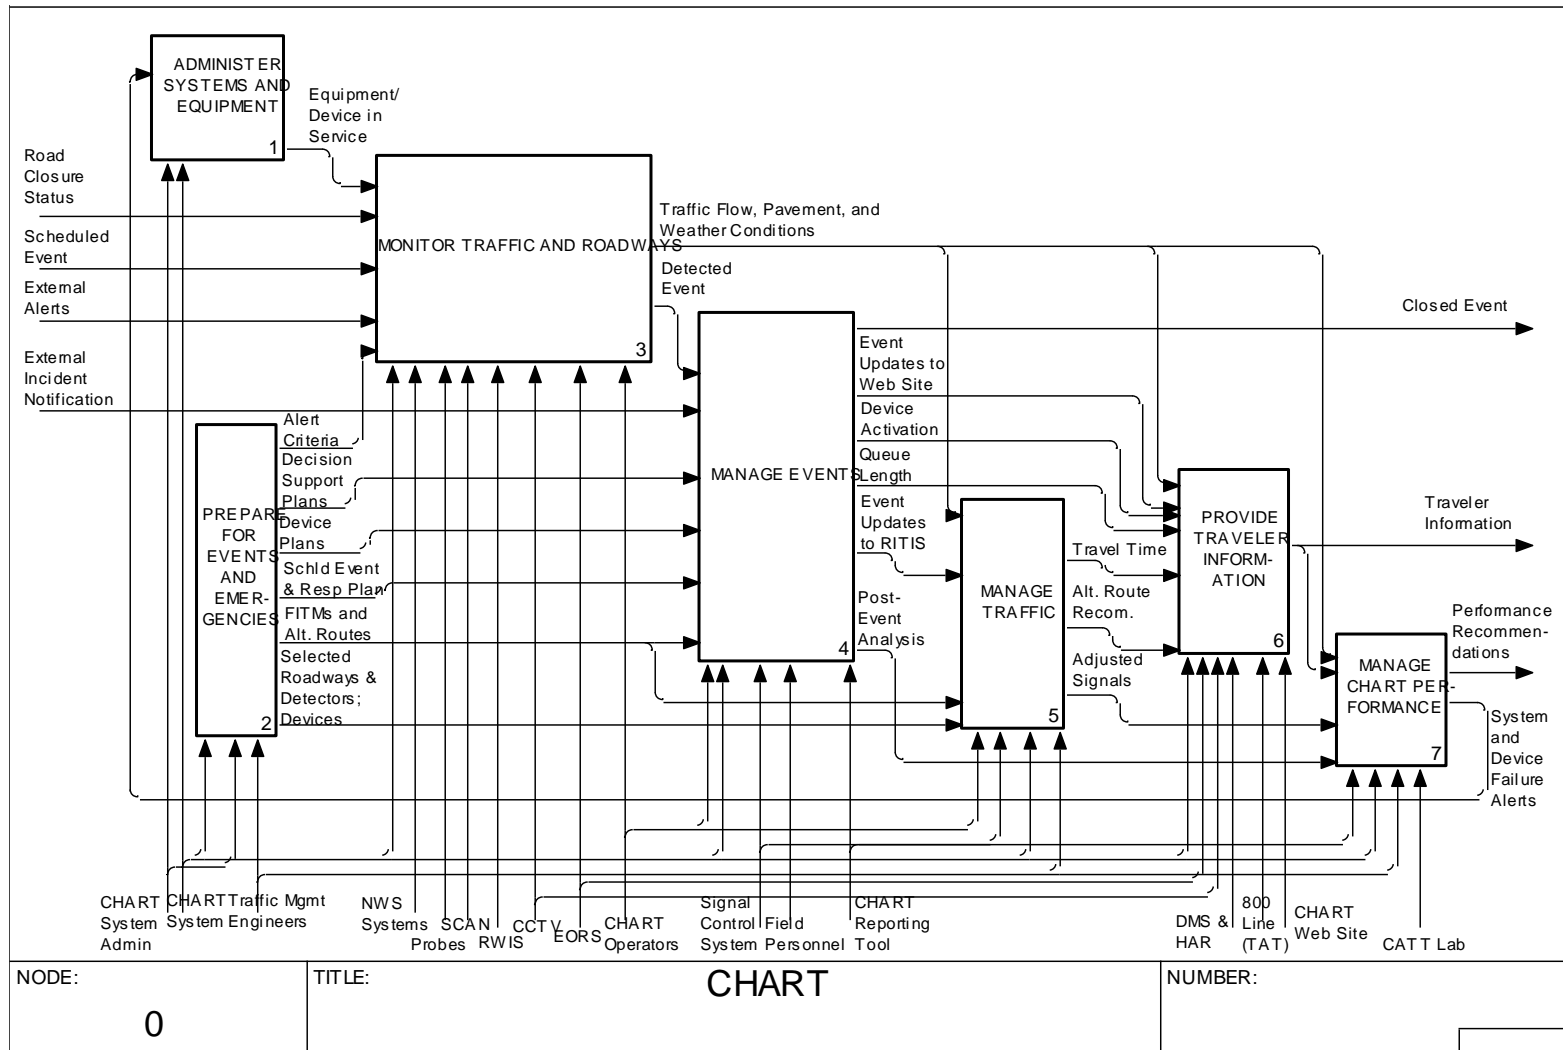 ADMINISTER
SYSTEMS AND
EQUIPMENT
1
Equipment/
Device in
Service
Road
Closure
Status
Scheduled
Event
External
Alerts
External
Incident
Notification
MONITOR TRAFFIC AND ROADWAYS
3
Traffic Flow, Pavement, and
Weather Conditions
Detected
Event
Closed Event
Alert
Criteria
Decision
Support
Plans
Device
Plans
Schld Event
& Resp Plan
FITMs and
Alt. Routes
Selected
Roadways &
Detectors;
Devices
PREPARE
FOR
EVENTS
AND
EMER-
GENCIES
2
MANAGE EVENTS
4
Event
Updates to
Web Site
Device
Activation
Queue
Length
Event
Updates
to RITIS
Post-
Event
Analysis
MANAGE
TRAFFIC
5
Travel Time
Alt. Route
Recom.
Adjusted
Signals
PROVIDE
TRAVELER
INFORM-
ATION
6
Traveler
Information
MANAGE
CHART PER-
FORMANCE
7
Performance
Recommen-
dations
System
and
Device
Failure
Alerts
CHART
System
Admin
CHART
System
Traffic Mgmt
Engineers
NWS
Systems
Probes
SCAN
RWIS
CCTV
EORS
CHART
Operators
Signal
Control
System
Field
Personnel
CHART
Reporting
Tool
DMS &
HAR
800
Line
(TAT)
CHART
Web Site
CATT Lab
NODE:
0
TITLE:
CHART
NUMBER: